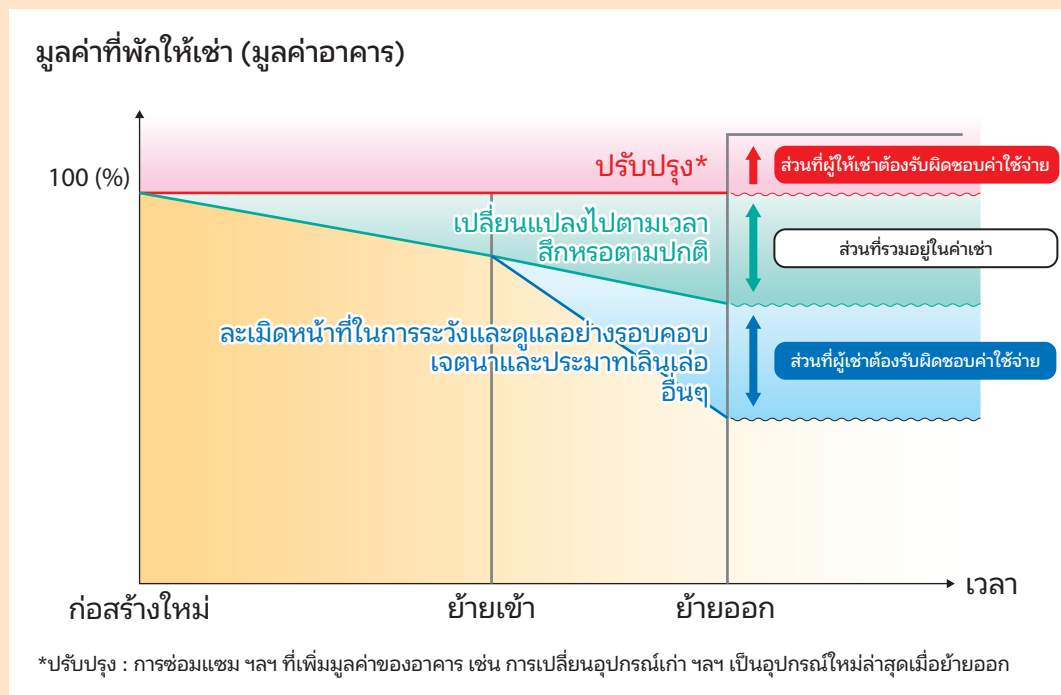 มูลค่าที่พักให้เช่า (มูลค่าอาคาร)
100 (%)
ปรับปรุง*
ส่วนที่ผู้ให้เช่าต้องรับผิดชอบค่าใช้จ่าย
เปลี่ยนแปลงไปตามเวลา
สึกหรอตามปกติ
ส่วนที่รวมอยู่ในค่าเช่า
ละเมิดหน้าที่ในการระวังและดูแลอย่างรอบคอบ
เจตนาและประมาทเลินเล่อ
อื่นๆ
ส่วนที่ผู้เช่าต้องรับผิดชอบค่าใช้จ่าย
เวลา
ก่อสร้างใหม่
ย้ายเข้า
ย้ายออก
*ปรับปรุง : การซ่อมแซม ฯลฯ ที่เพิ่มมูลค่าของอาคาร เช่น การเปลี่ยนอุปกรณ์เก่า ฯลฯ เป็นอุปกรณ์ใหม่ล่าสุดเมื่อย้ายออก